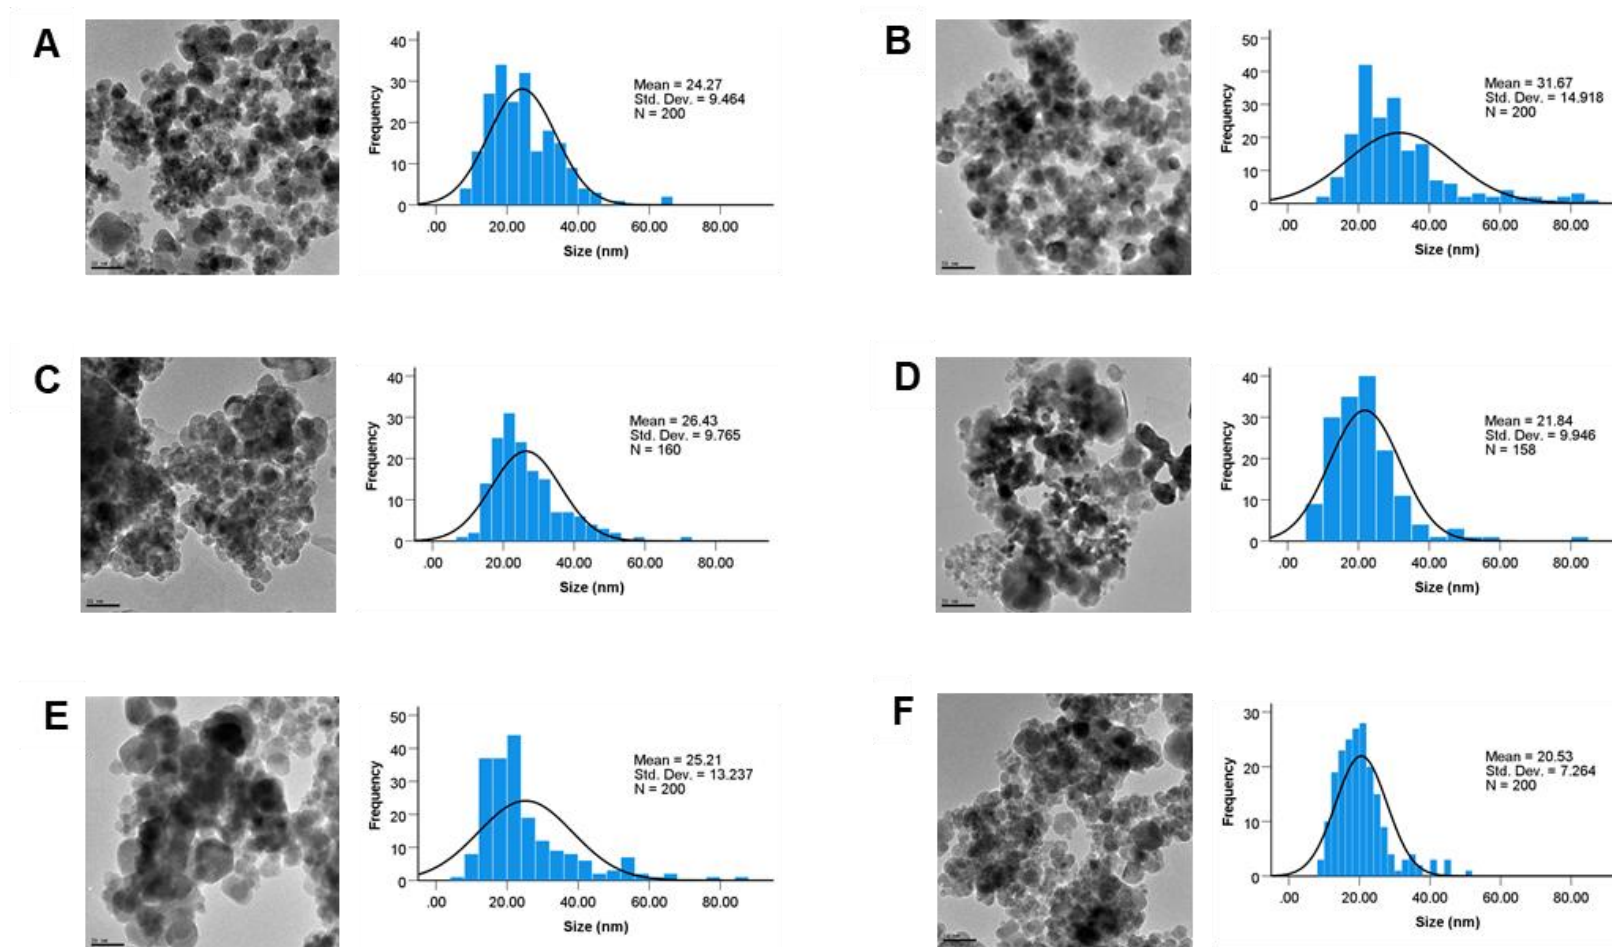 A
40
30
20
10
0
Frequency
Mean = 24.27
Std. Dev. = 9.464
N = 200
.00 20.00 40.00 60.00 80.00
Size (nm)
B
50
40
30
20
10
0
Frequency
Mean = 31.67
Std. Dev. = 14.918
N = 200
.00 20.00 40.00 60.00 80.00
Size (nm)
C
40
30
20
10
0
Frequency
Mean = 26.43
Std. Dev. = 9.765
N = 160
.00 20.00 40.00 60.00 80.00
Size (nm)
D
40
30
20
10
0
Frequency
Mean = 21.84
Std. Dev. = 9.946
N = 158
.00 20.00 40.00 60.00 80.00
Size (nm)
E
50
40
30
20
10
0
Frequency
Mean = 25.21
Std. Dev. = 13.237
N = 200
.00 20.00 40.00 60.00 80.00
Size (nm)
F
30
20
10
0
Frequency
Mean = 20.53
Std. Dev. = 7.264
N = 200
.00 20.00 40.00 60.00 80.00
Size (nm)